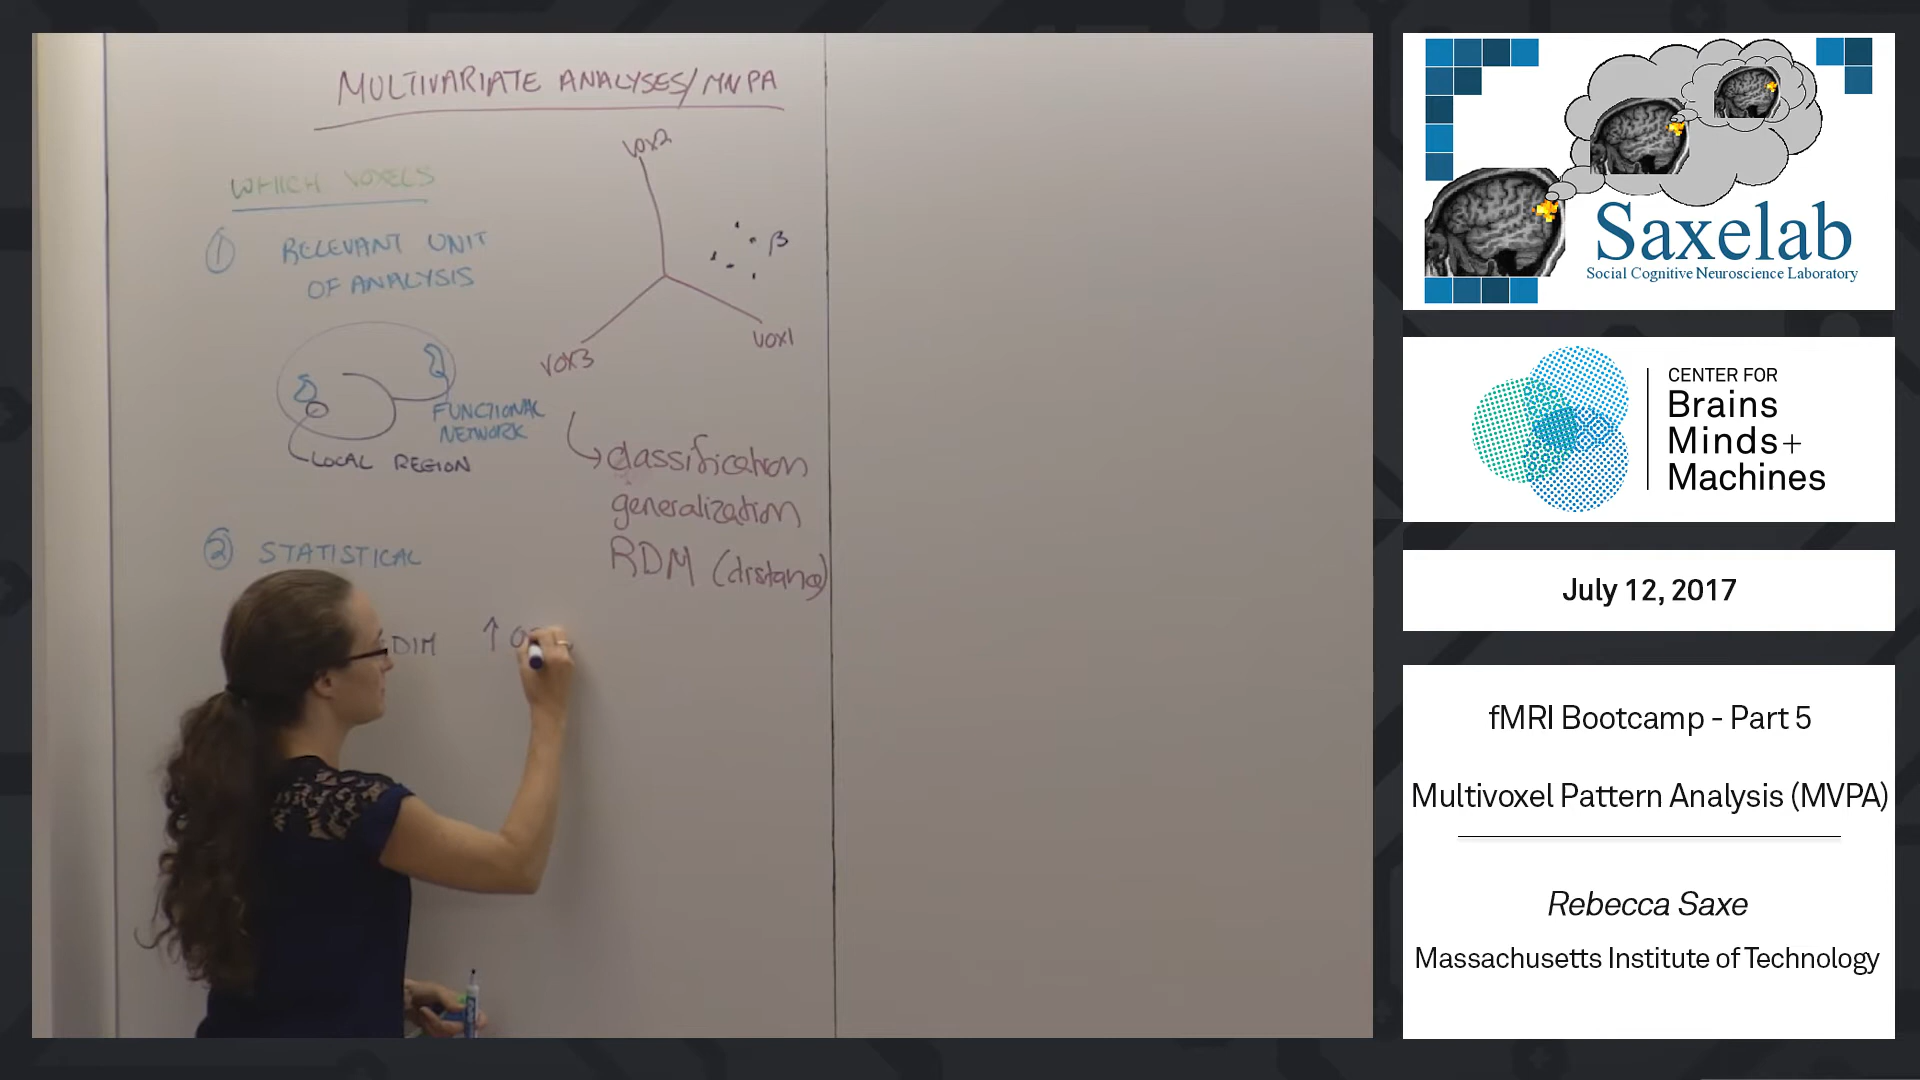 MULTIVARIATE ANALYSES/MVPA
WHICH VOXELS
① RELEVANT UNIT
OF ANALYSIS
FUNCTIONAL
NETWORK
LOCAL REGION
② STATISTICAL
DIM ↑
VOX2
β
VOX1
VOX3
classification
generalization
RDM (distance)
Saxelab
Social Cognitive Neuroscience Laboratory
CENTER FOR
Brains
Minds+
Machines
July 12, 2017
fMRI Bootcamp - Part 5
Multivoxel Pattern Analysis (MVPA)
Rebecca Saxe
Massachusetts Institute of Technology